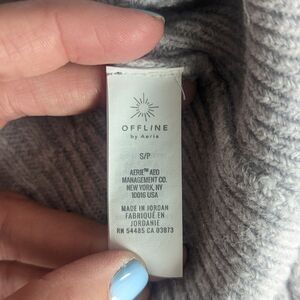 OFFLINE
by Aerie
S/P
AERIE™ AEO
MANAGEMENT CO.
NEW YORK, NY
10016 USA
MADE IN JORDAN
FABRIQUÉ EN
JORDANIE
RN 54485 CA 03873